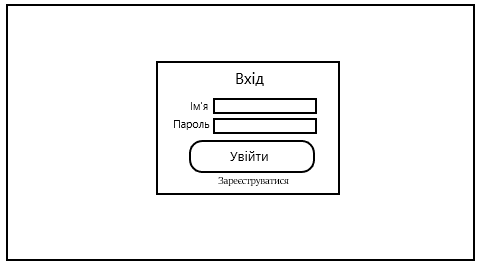 Вхід
Ім'я
Пароль
Увійти
Зареєструватися